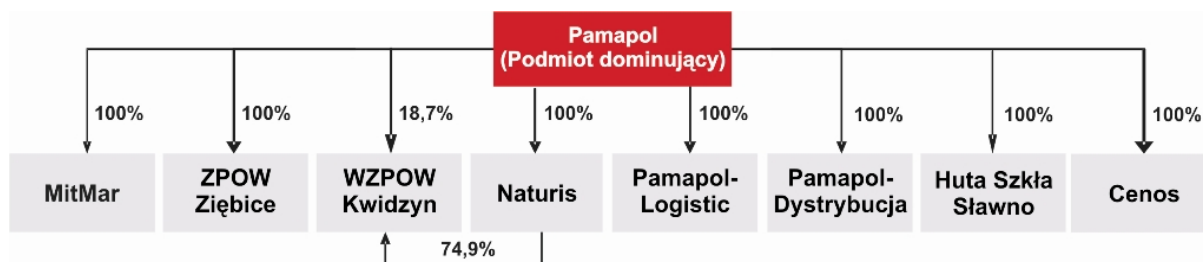 Pamapol
(Podmiot dominujący)
100%
100%
18,7%
100%
100%
100%
100%
100%
MitMar
ZPOW
Ziębice
WZPOW
Kwidzyn
Naturis
Pamapol-
Logistic
Pamapol-
Dystrybucja
Huta Szkła
Sławno
Cenos
74,9%